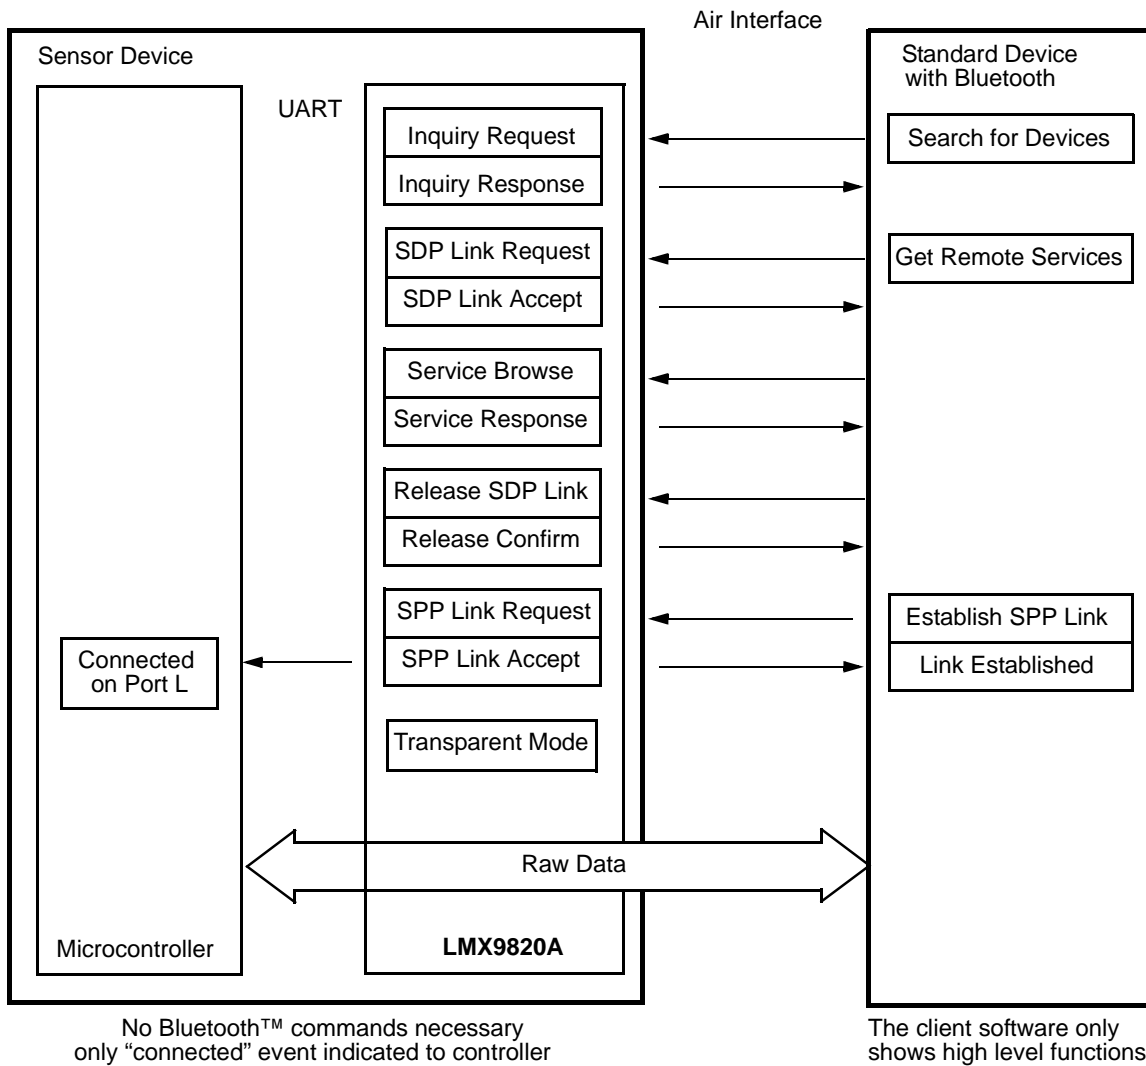 Air Interface
Sensor Device
Standard Device
with Bluetooth
UART
Inquiry Request
Search for Devices
Inquiry Response
SDP Link Request
Get Remote Services
SDP Link Accept
Service Browse
Service Response
Release SDP Link
Release Confirm
SPP Link Request
Establish SPP Link
Connected
on Port L
SPP Link Accept
Link Established
Transparent Mode
Raw Data
Microcontroller
LMX9820A
No Bluetooth™ commands necessary
only “connected” event indicated to controller
The client software only
shows high level functions